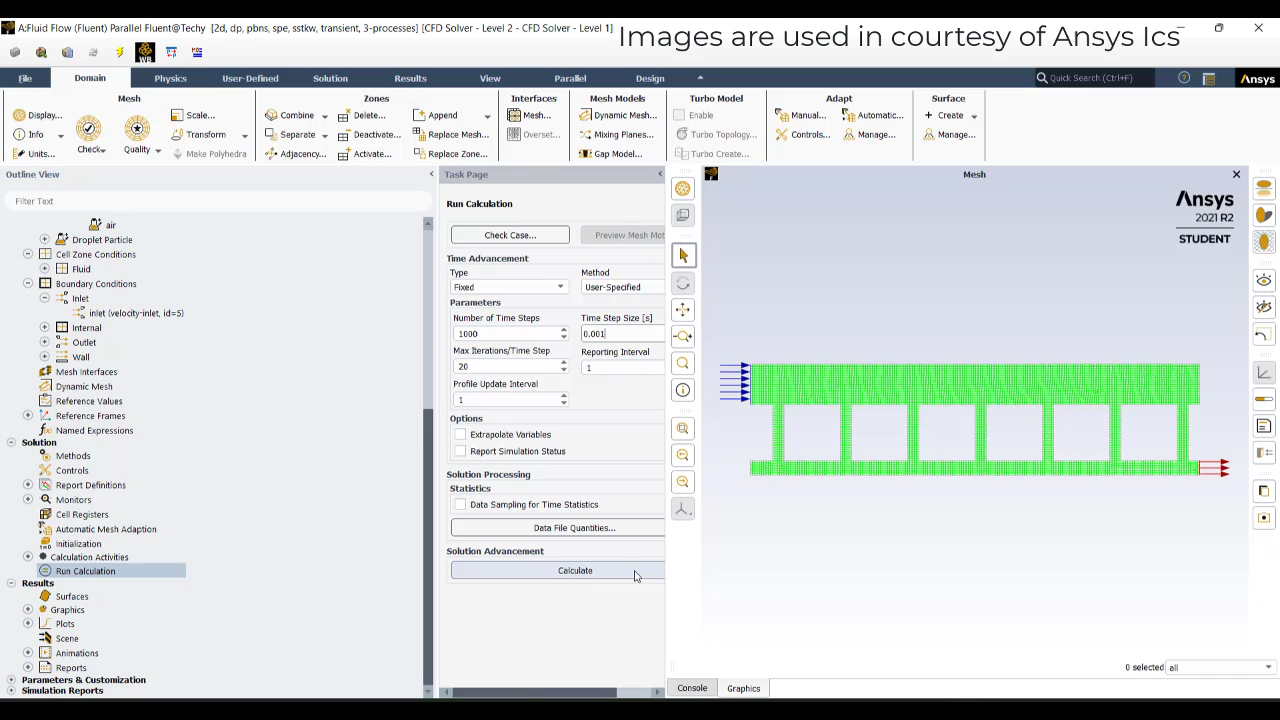 A:Fluid Flow (Fluent) Parallel Fluent@Techy [2d, dp, pbns, spe, sstkw, transient, 3-processes] [CFD Solver - Level 2 - CFD Solver - Level 1]
Images are used in courtesy of Ansys Ics
File Domain Physics User-Defined Solution Results View Parallel Design Quick Search (Ctrl+F) Ansys
Mesh Zones Interfaces Mesh Models Turbo Model Adapt Surface
Display... Scale... Combine Delete... Append Mesh... Dynamic Mesh... Enable Manual... Automatic... Create
Info Transform Separate Deactivate... Replace Mesh... Overset... Mixing Planes... Turbo Topology... Controls... Manage... Manage...
Units... Check Quality Make Polyhedra Adjacency... Activate... Replace Zone... Gap Model... Turbo Create...
Outline View
Filter Text
air
Droplet Particle
Cell Zone Conditions
Fluid
Boundary Conditions
Inlet
inlet (velocity-inlet, id=5)
Internal
Outlet
Wall
Mesh Interfaces
Dynamic Mesh
Reference Values
Reference Frames
Named Expressions
Solution
Methods
Controls
Report Definitions
Monitors
Cell Registers
Automatic Mesh Adaption
Initialization
Calculation Activities
Run Calculation
Results
Surfaces
Graphics
Plots
Scene
Animations
Reports
Parameters & Customization
Simulation Reports
Task Page
Run Calculation
Check Case... Preview Mesh Mot
Time Advancement
Type Method
Fixed User-Specified
Parameters
Number of Time Steps Time Step Size [s]
1000 0.001
Max Iterations/Time Step Reporting Interval
20 1
Profile Update Interval
1
Options
Extrapolate Variables
Report Simulation Status
Solution Processing
Statistics
Data Sampling for Time Statistics
Data File Quantities...
Solution Advancement
Calculate
Mesh
Ansys
2021 R2
STUDENT
0 selected all
Console Graphics